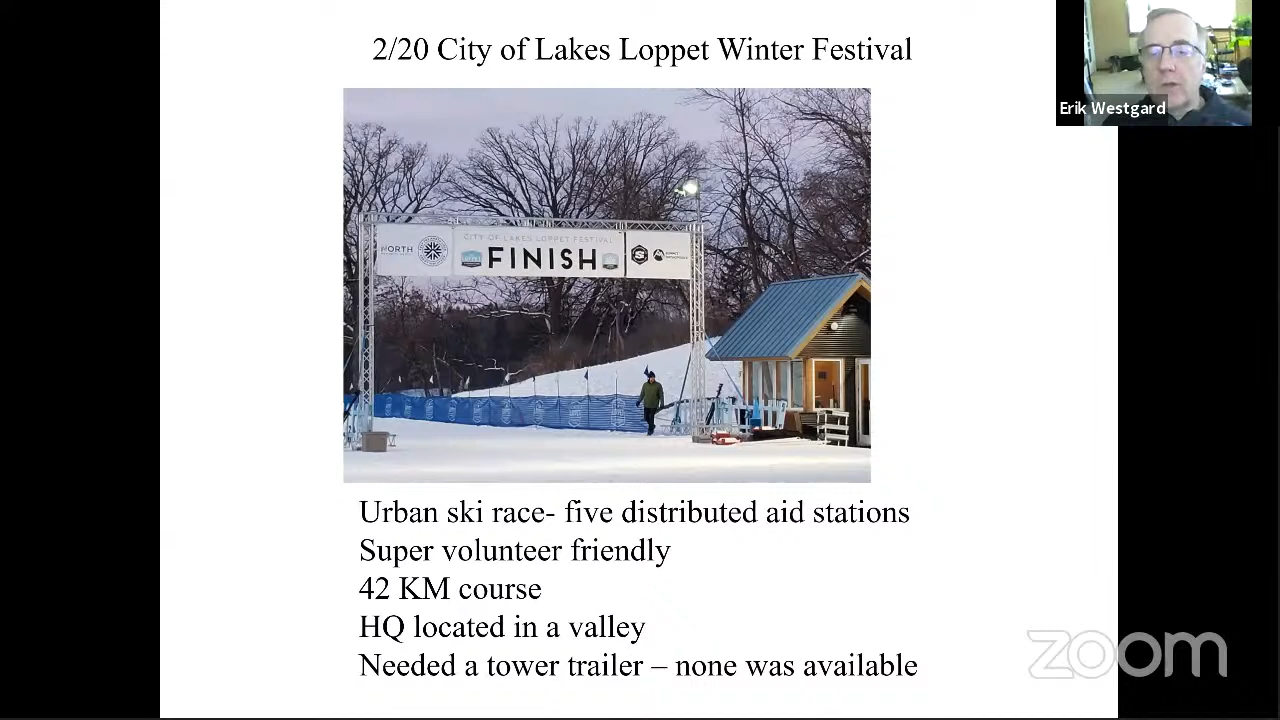 2/20 City of Lakes Loppet Winter Festival
Erik Westgard
NORTH
CITY OF LAKES LOPPET FESTIVAL
FINISH
Urban ski race- five distributed aid stations
Super volunteer friendly
42 KM course
HQ located in a valley
Needed a tower trailer – none was available
zoom